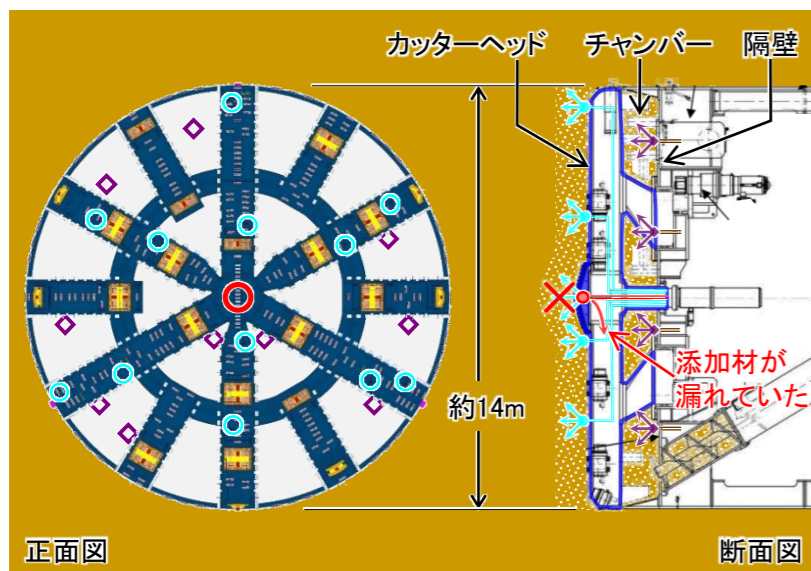 カッターヘッド
チャンバー
隔壁
約14m
添加材が
漏れていた
正面図
断面図